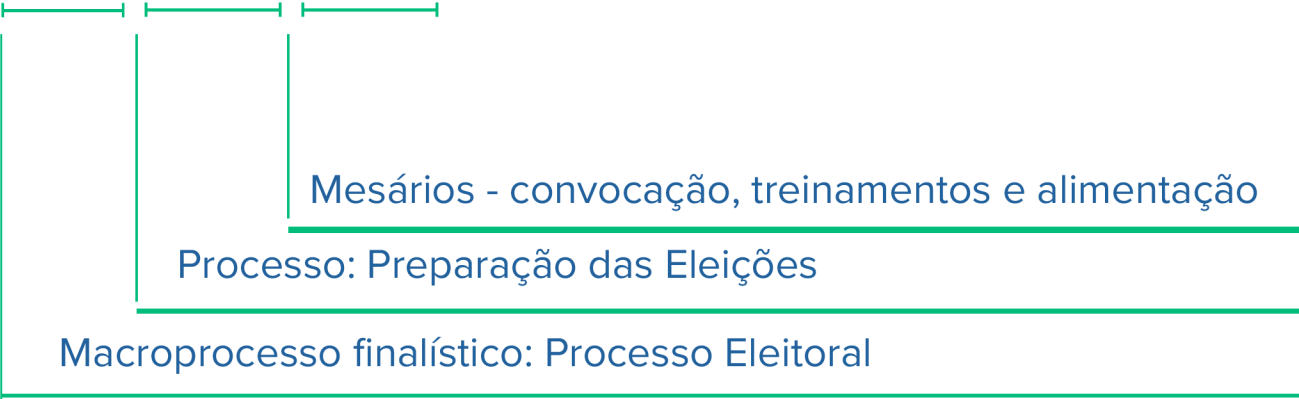 Mesários - convocação, treinamentos e alimentação
Processo: Preparação das Eleições
Macroprocesso finalístico: Processo Eleitoral